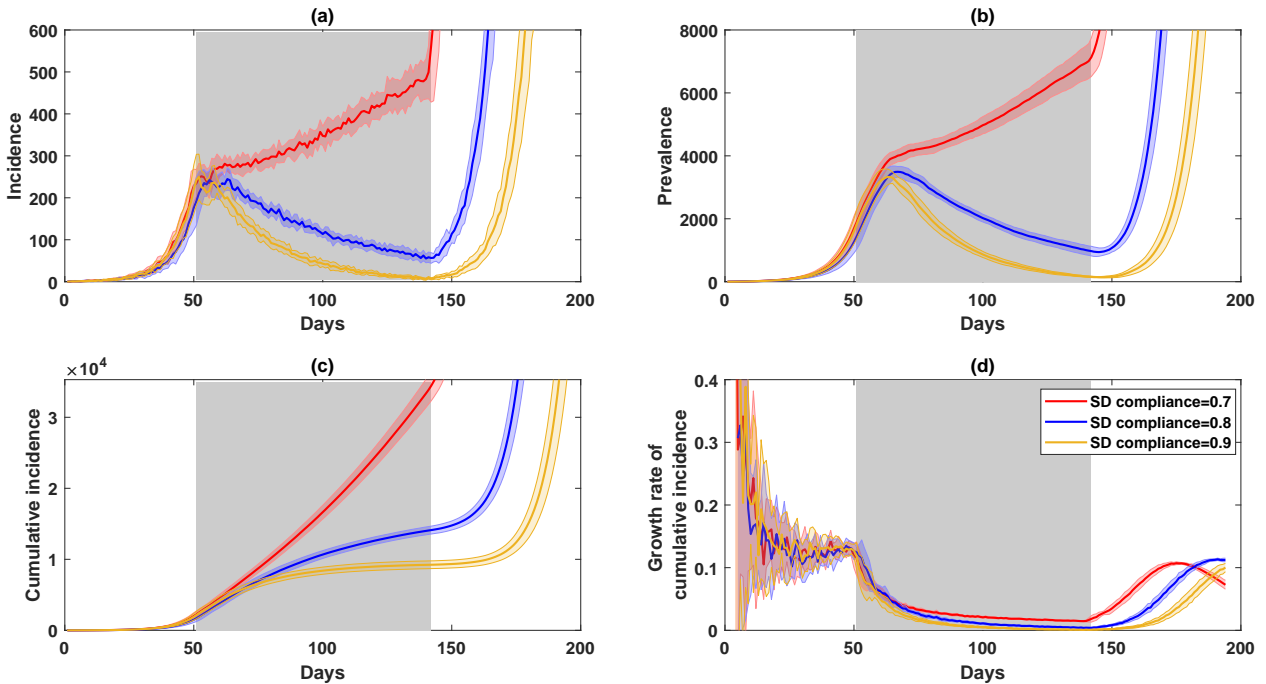 (a)
600
500
400
300
200
100
0
Incidence
0 50 100 150 200
Days
(b)
8000
6000
4000
2000
0
Prevalence
0 50 100 150 200
Days
(c)
×10⁴
3
2
1
0
Cumulative incidence
0 50 100 150 200
Days
(d)
0.4
0.3
0.2
0.1
0
Growth rate of
cumulative incidence
SD compliance=0.7
SD compliance=0.8
SD compliance=0.9
0 50 100 150 200
Days